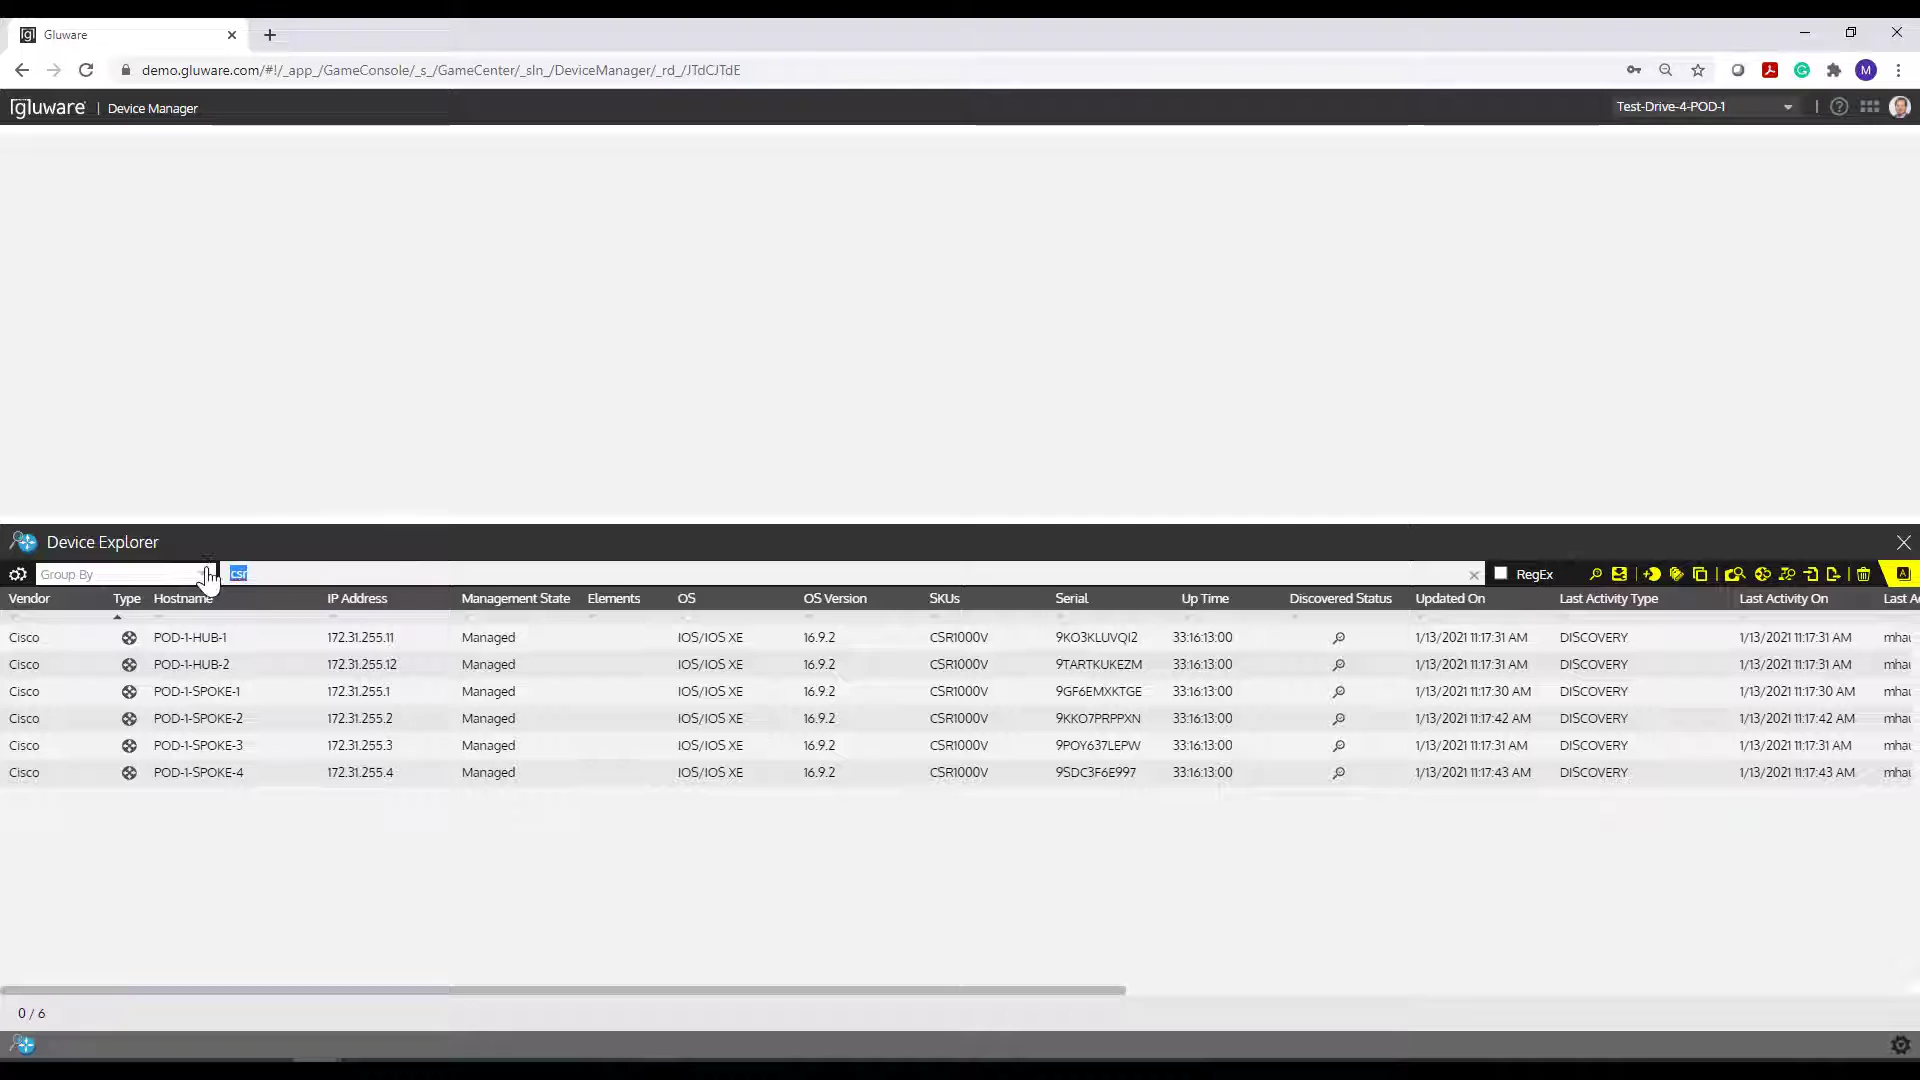 Gluware
demo.gluware.com/#!/_app_/GameConsole/_s_/GameCenter/_sln_/DeviceManager/_rd_/JTdCJTdE
M
[gluware® | Device Manager
Test-Drive-4-POD-1
Device Explorer
Group By
csr
RegEx
A
Vendor Type Hostname IP Address Management State Elements OS OS Version SKUs Serial Up Time Discovered Status Updated On Last Activity Type Last Activity On Last A
Cisco POD-1-HUB-1 172.31.255.11 Managed IOS/IOS XE 16.9.2 CSR1000V 9KO3KLUVQI2 33:16:13:00 1/13/2021 11:17:31 AM DISCOVERY 1/13/2021 11:17:31 AM mhau
Cisco POD-1-HUB-2 172.31.255.12 Managed IOS/IOS XE 16.9.2 CSR1000V 9TARTKUKEZM 33:16:13:00 1/13/2021 11:17:31 AM DISCOVERY 1/13/2021 11:17:31 AM mhau
Cisco POD-1-SPOKE-1 172.31.255.1 Managed IOS/IOS XE 16.9.2 CSR1000V 9GF6EMXKTGE 33:16:13:00 1/13/2021 11:17:30 AM DISCOVERY 1/13/2021 11:17:30 AM mhau
Cisco POD-1-SPOKE-2 172.31.255.2 Managed IOS/IOS XE 16.9.2 CSR1000V 9KKO7PRPPXN 33:16:13:00 1/13/2021 11:17:42 AM DISCOVERY 1/13/2021 11:17:42 AM mhau
Cisco POD-1-SPOKE-3 172.31.255.3 Managed IOS/IOS XE 16.9.2 CSR1000V 9POY637LEPW 33:16:13:00 1/13/2021 11:17:31 AM DISCOVERY 1/13/2021 11:17:31 AM mhau
Cisco POD-1-SPOKE-4 172.31.255.4 Managed IOS/IOS XE 16.9.2 CSR1000V 9SDC3F6E997 33:16:13:00 1/13/2021 11:17:43 AM DISCOVERY 1/13/2021 11:17:43 AM mhau
0 / 6